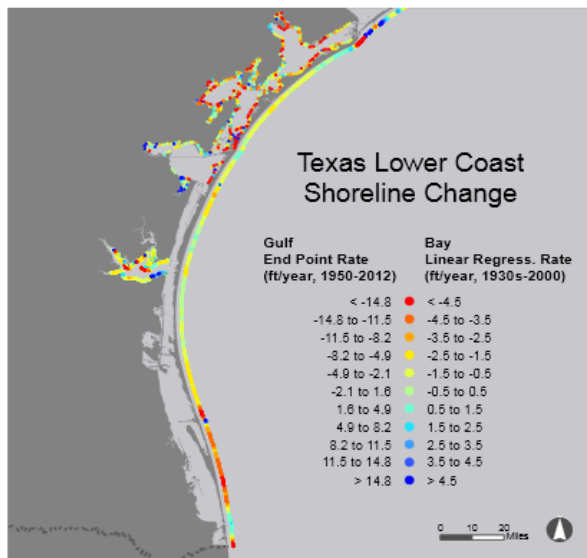 Texas Lower Coast
Shoreline Change
Gulf Bay
End Point Rate Linear Regress. Rate
(ft/year, 1950-2012) (ft/year, 1930s-2000)
< -14.8 < -4.5
-14.8 to -11.5 -4.5 to -3.5
-11.5 to -8.2 -3.5 to -2.5
-8.2 to -4.9 -2.5 to -1.5
-4.9 to -2.1 -1.5 to -0.5
-2.1 to 1.6 -0.5 to 0.5
1.6 to 4.9 0.5 to 1.5
4.9 to 8.2 1.5 to 2.5
8.2 to 11.5 2.5 to 3.5
11.5 to 14.8 3.5 to 4.5
> 14.8 > 4.5
0 10 20
Miles